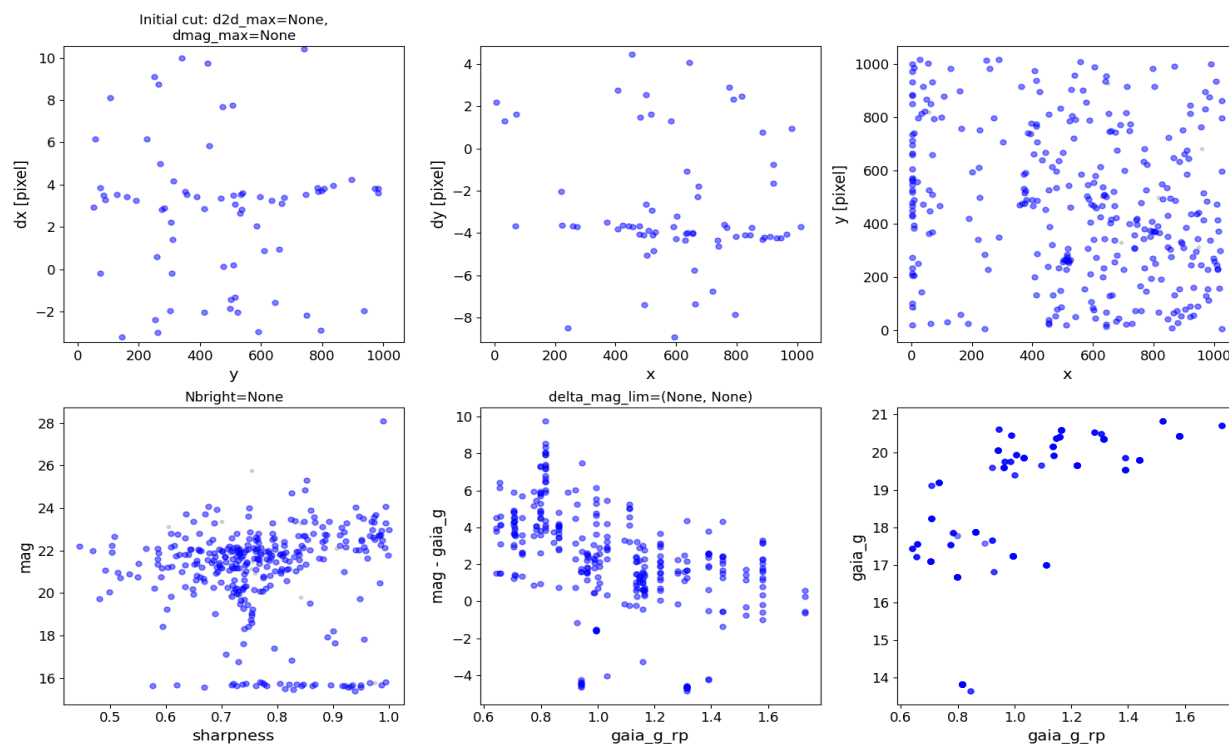 Initial cut: d2d_max=None,
dmag_max=None
10
8
6
4
2
0
−2
dx [pixel]
0 200 400 600 800 1000
y
4
2
0
−2
−4
−6
−8
dy [pixel]
0 200 400 600 800 1000
x
1000
800
600
400
200
0
y [pixel]
0 200 400 600 800 1000
x
Nbright=None
28
26
24
22
20
18
16
mag
0.5 0.6 0.7 0.8 0.9 1.0
sharpness
delta_mag_lim=(None, None)
10
8
6
4
2
0
−2
−4
mag - gaia_g
0.6 0.8 1.0 1.2 1.4 1.6
gaia_g_rp
21
20
19
18
17
16
15
14
gaia_g
0.6 0.8 1.0 1.2 1.4 1.6
gaia_g_rp